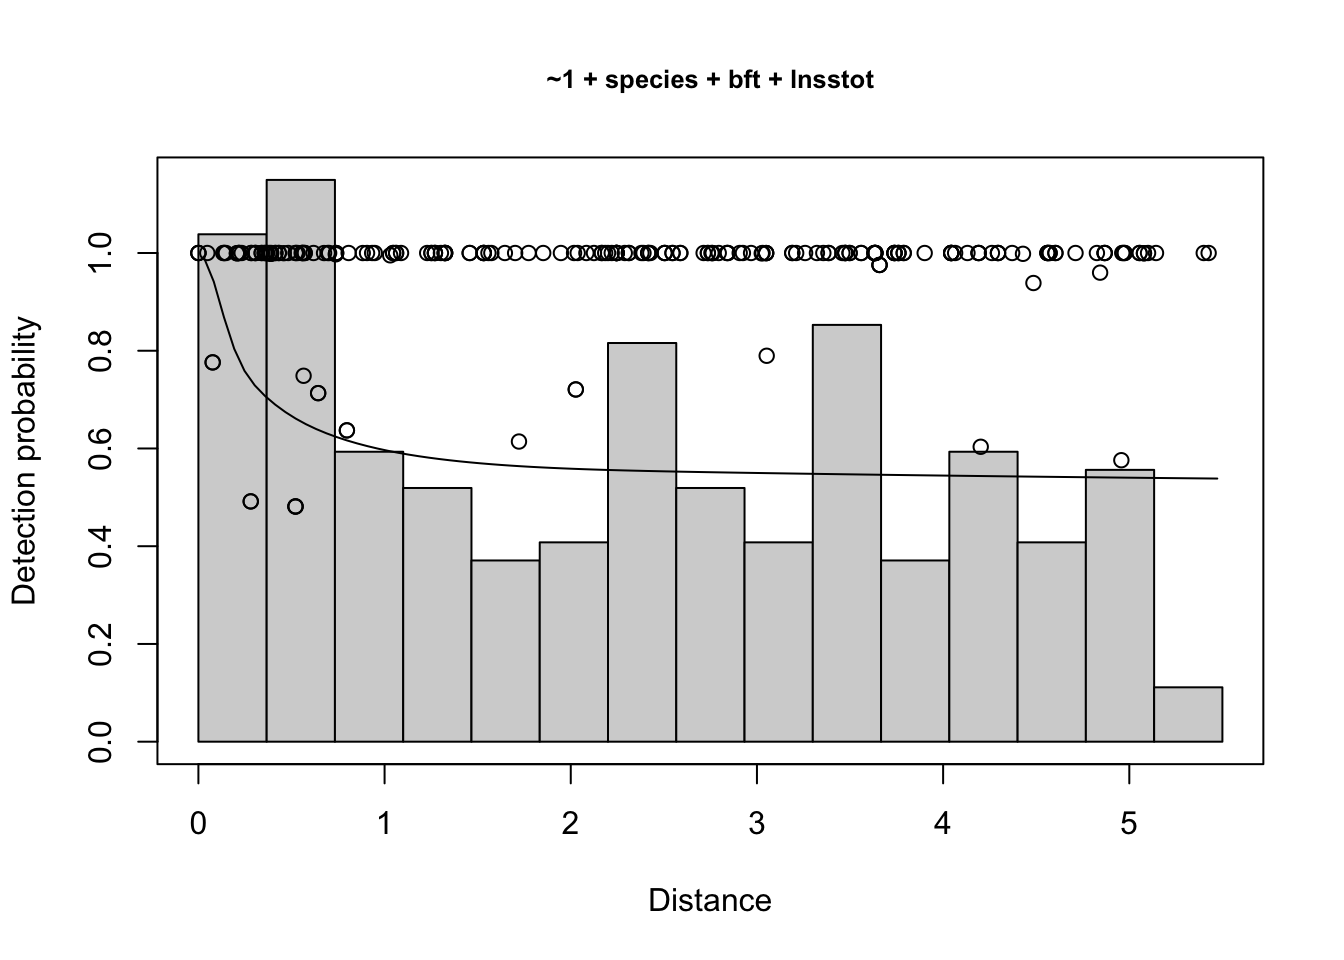 ~1 + species + bft + lnsstot
Detection probability
1.0
0.8
0.6
0.4
0.2
0.0
0 1 2 3 4 5
Distance